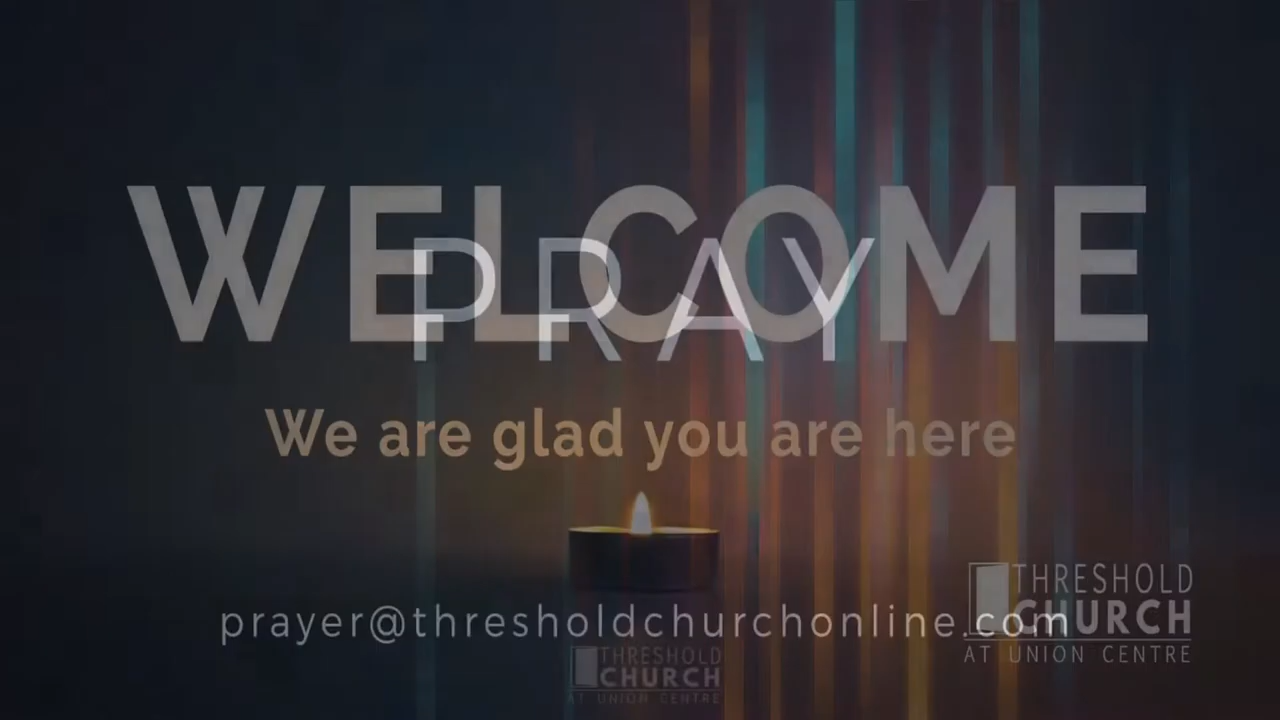 WELCOME
PRAY
We are glad you are here
prayer@thresholdchurchonline.com
THRESHOLD
CHURCH
AT UNION CENTRE
THRESHOLD
CHURCH
AT UNION CENTRE